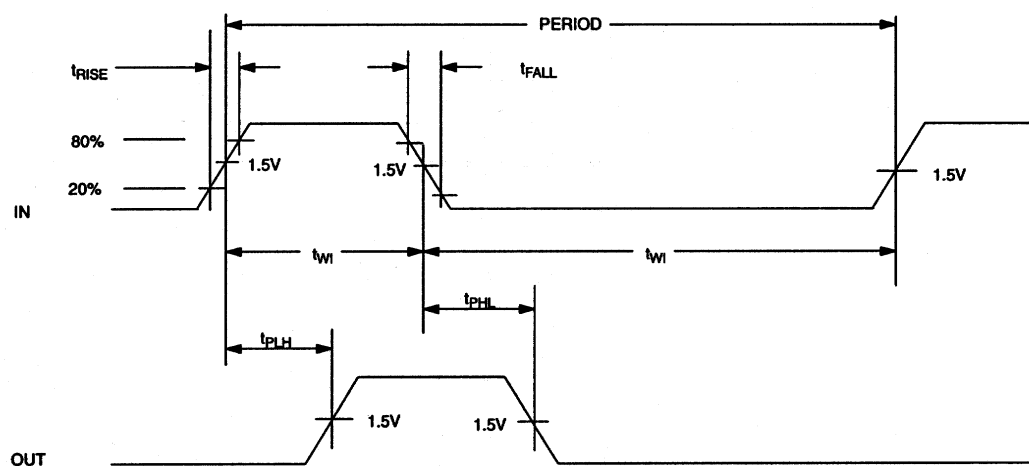 PERIOD
tRISE
tFALL
80%
1.5V
1.5V
1.5V
20%
IN
tWI
tWI
tPHL
tPLH
1.5V
1.5V
OUT